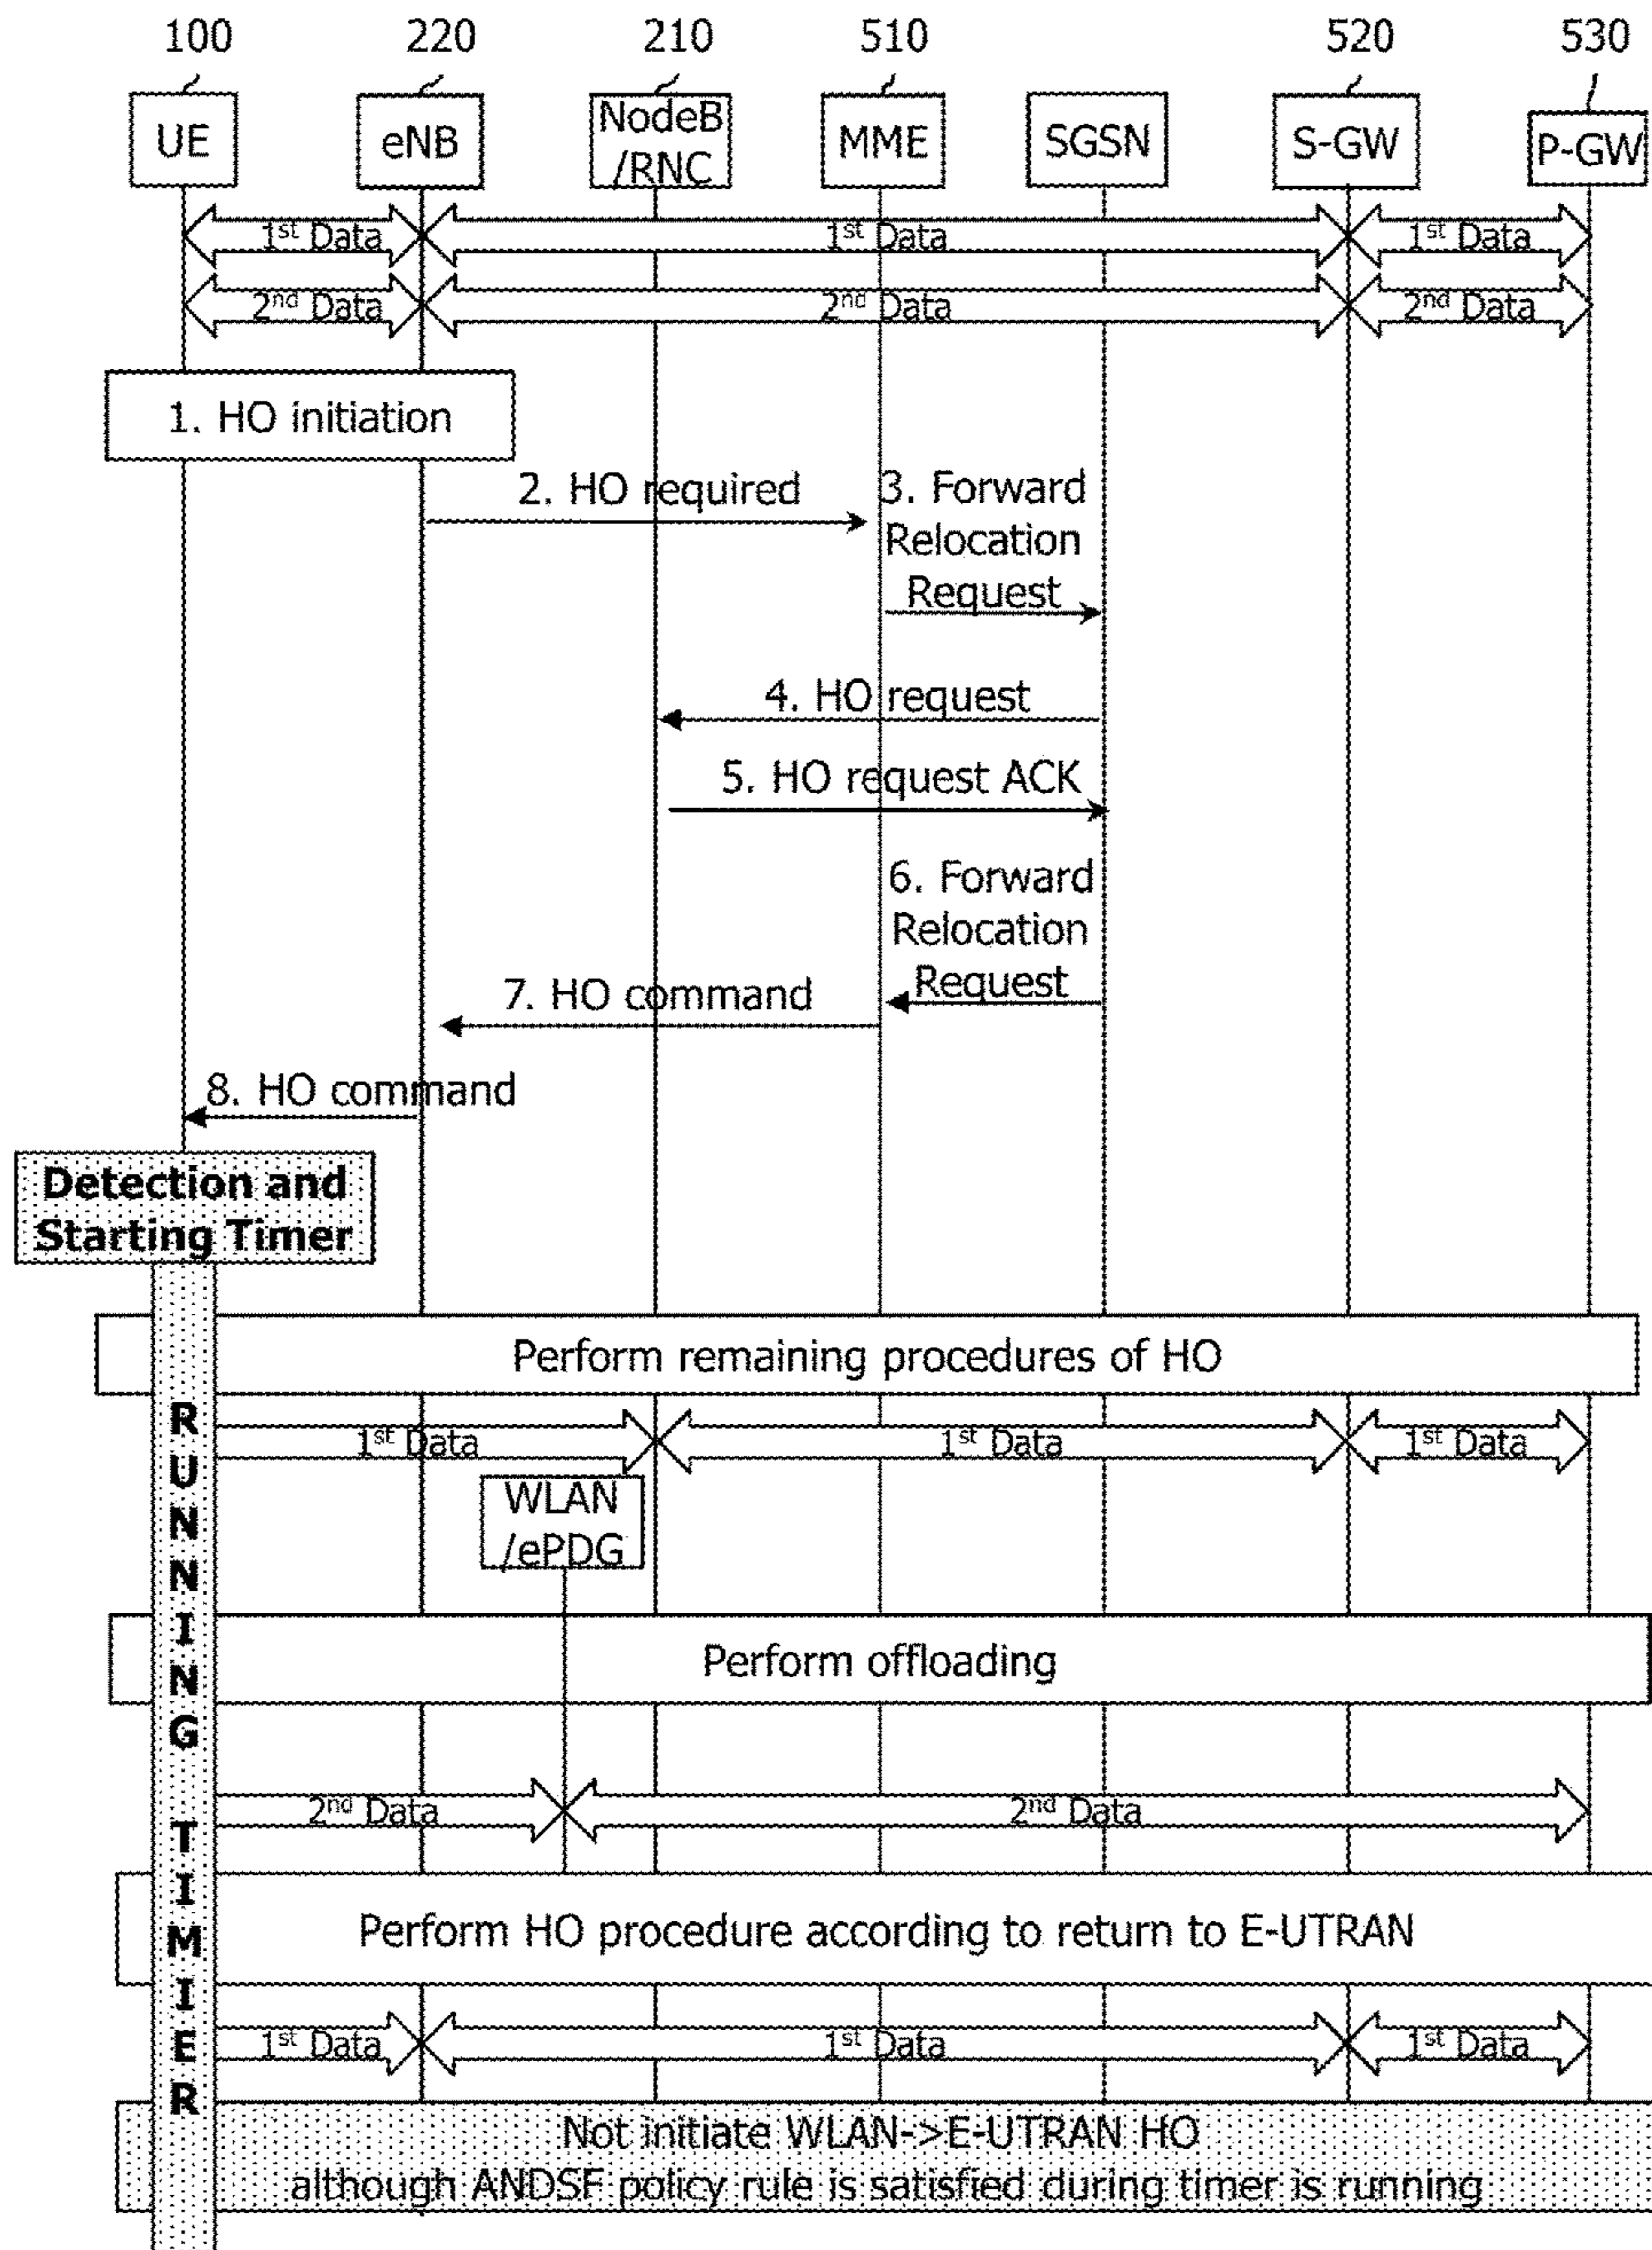 100 220 210 510 520 530
UE eNB NodeB /RNC MME SGSN S-GW P-GW
1st Data 1st Data 1st Data
2nd Data 2nd Data 2nd Data
1. HO initiation
2. HO required
3. Forward
Relocation
Request
4. HO request
5. HO request ACK
6. Forward
Relocation
Request
7. HO command
8. HO command
Detection and
Starting Timer
Perform remaining procedures of HO
1st Data 1st Data 1st Data
WLAN
/ePDG
Perform offloading
2nd Data 2nd Data
Perform HO procedure according to return to E-UTRAN
1st Data 1st Data 1st Data
RUNNING TIMIER
Not initiate WLAN->E-UTRAN HO
although ANDSF policy rule is satisfied during timer is running